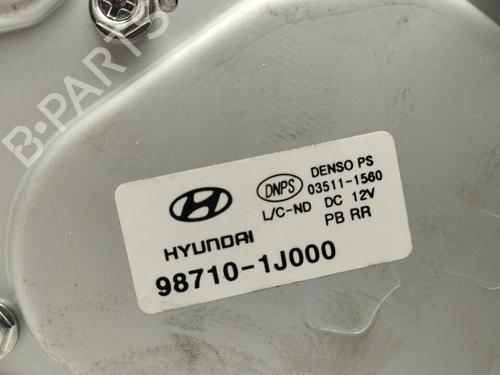 B-PARTS
DENSO PS
DNPS 03511-1560
L/C-ND DC 12V
PB RR
HYUNDAI
98710-1J000